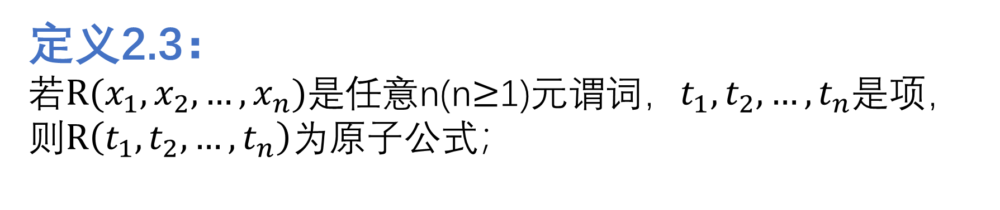 定义2.3：
若R(x₁, x₂, … , xₙ)是任意n(n≥1)元谓词， t₁, t₂, … , tₙ是项，
则R(t₁, t₂, … , tₙ)为原子公式；